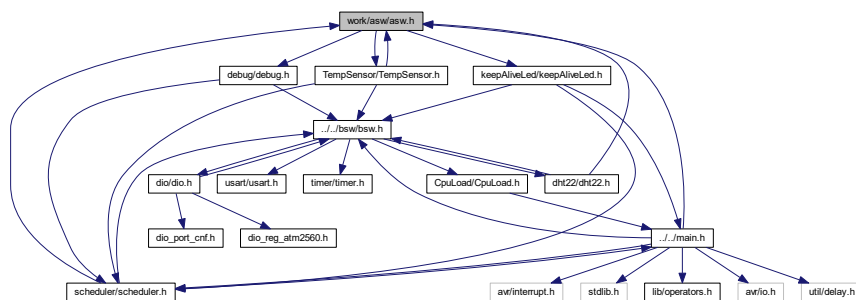 work/asw/asw.h
debug/debug.h
TempSensor/TempSensor.h
keepAliveLed/keepAliveLed.h
../../bsw/bsw.h
dio/dio.h
usart/usart.h
timer/timer.h
CpuLoad/CpuLoad.h
dht22/dht22.h
dio_port_cnf.h
dio_reg_atm2560.h
../../main.h
scheduler/scheduler.h
avr/interrupt.h
stdlib.h
lib/operators.h
avr/io.h
util/delay.h